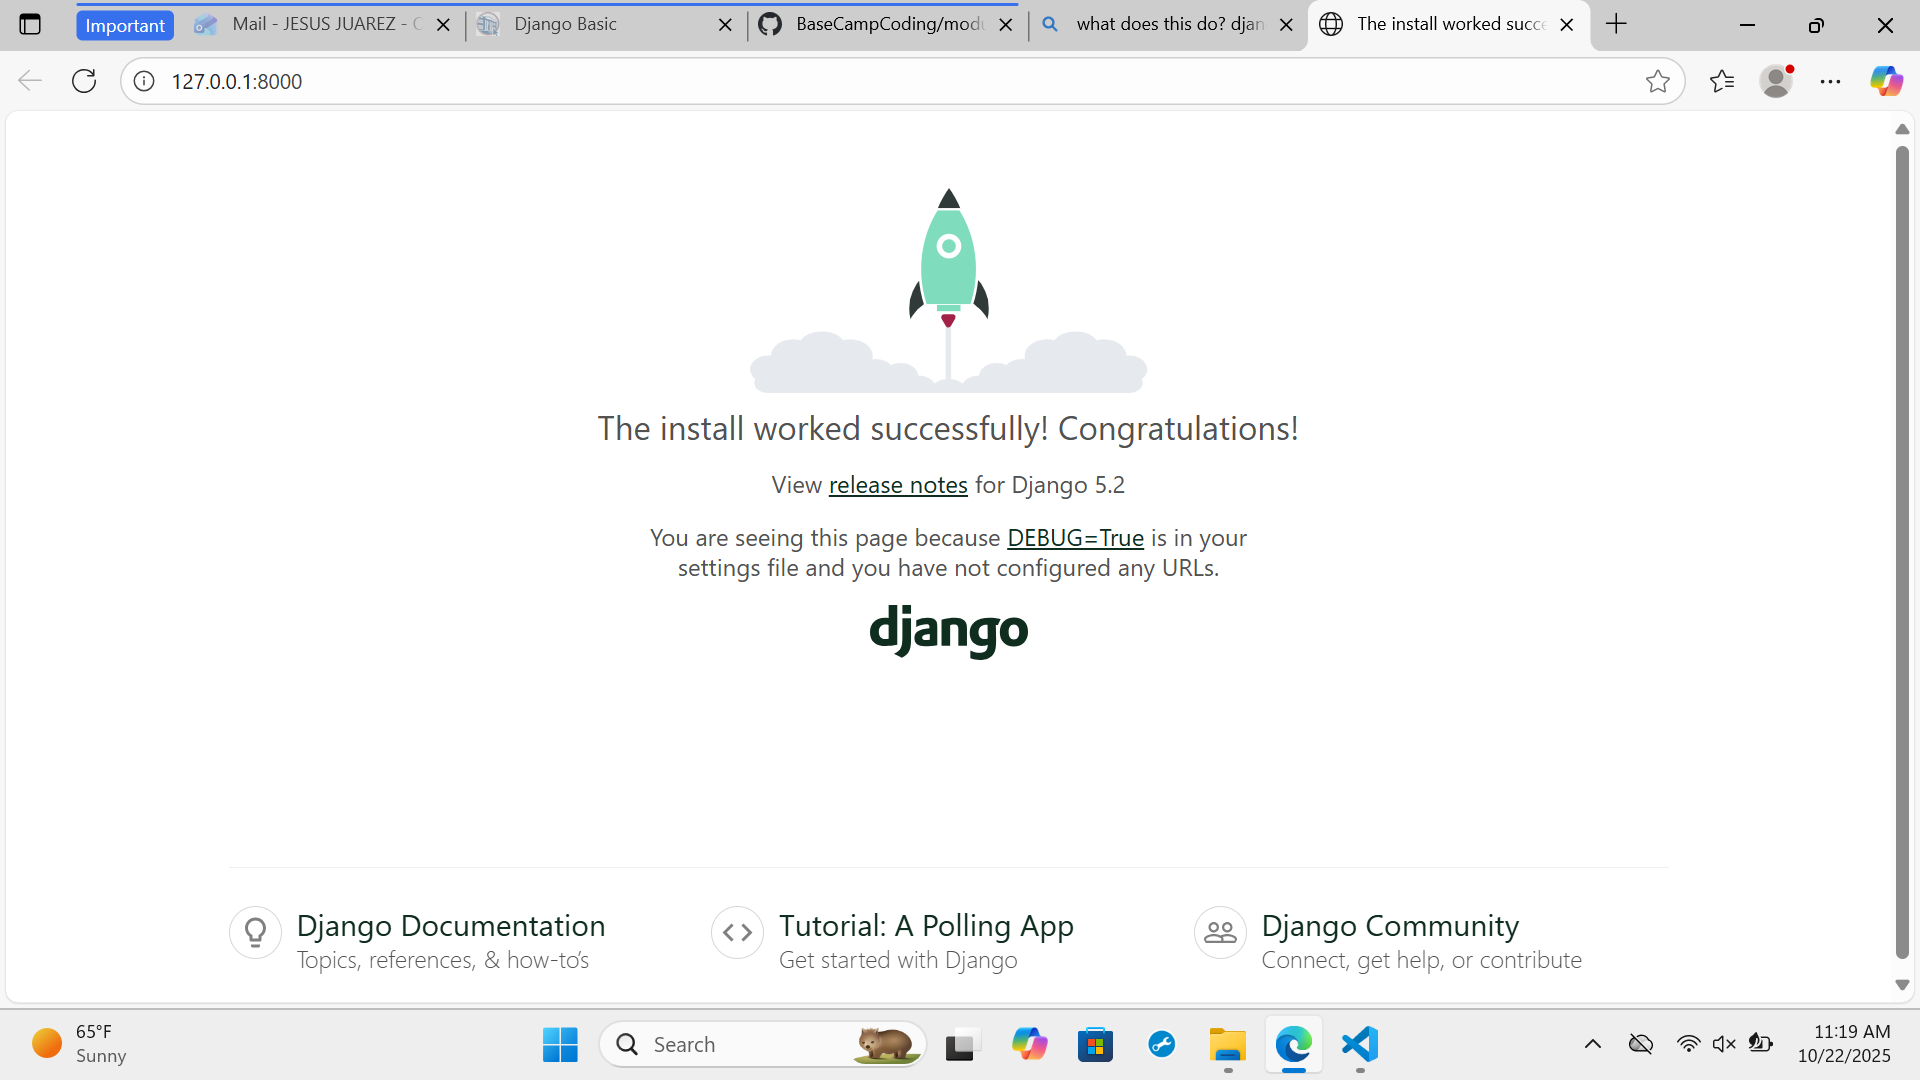 Important
Mail - JESUS JUAREZ - C
Django Basic
BaseCampCoding/modu
what does this do? djan
The install worked succe
127.0.0.1:8000
The install worked successfully! Congratulations!
View release notes for Django 5.2
You are seeing this page because DEBUG=True is in your
settings file and you have not configured any URLs.
django
Django Documentation
Topics, references, & how-to's
Tutorial: A Polling App
Get started with Django
Django Community
Connect, get help, or contribute
65°F
Sunny
Search
11:19 AM
10/22/2025